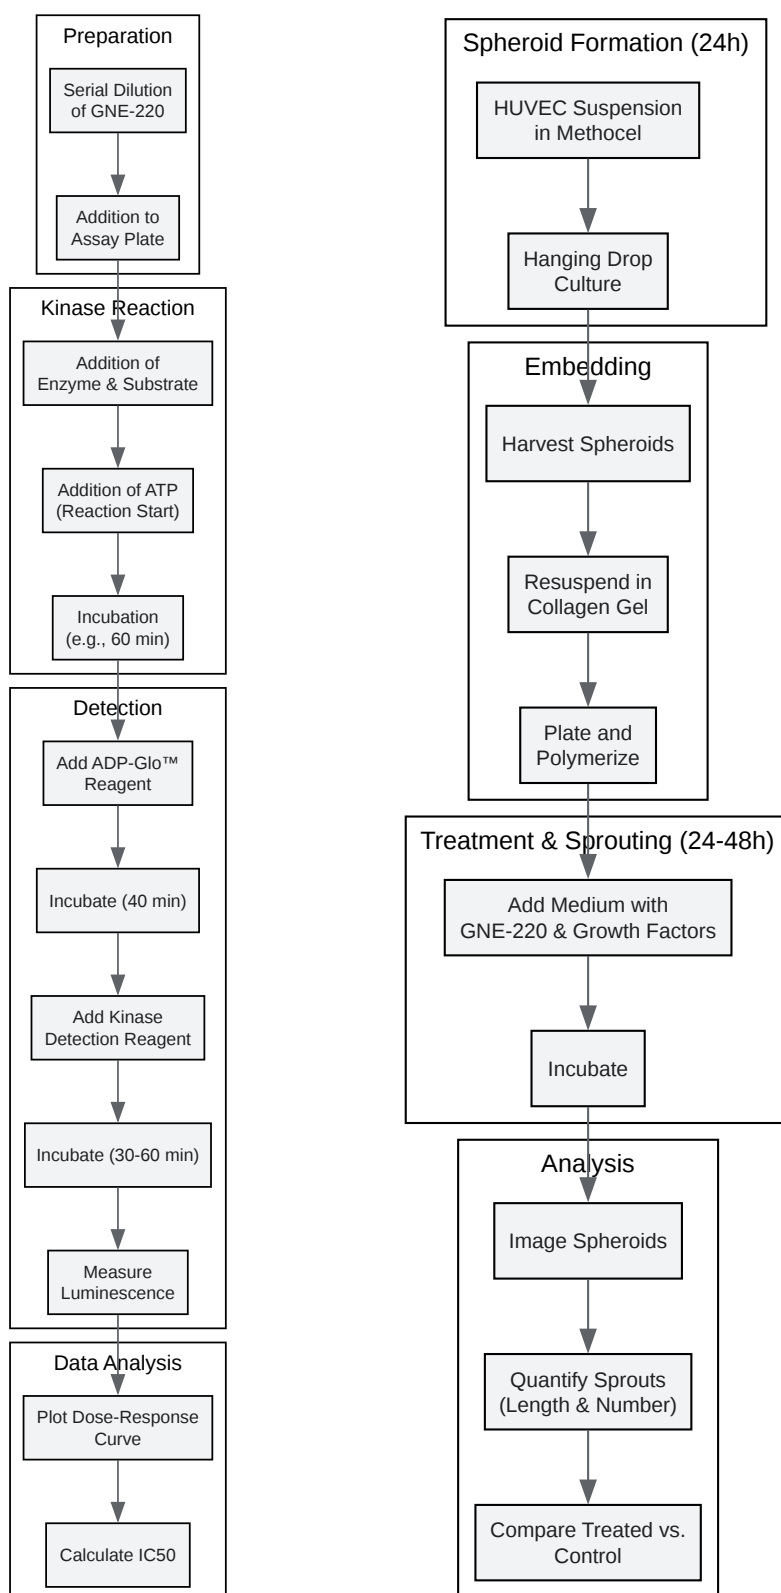 Preparation
Serial Dilution
of GNE-220
Addition to
Assay Plate
Kinase Reaction
Addition of
Enzyme & Substrate
Addition of ATP
(Reaction Start)
Incubation
(e.g., 60 min)
Detection
Add ADP-Glo™
Reagent
Incubate (40 min)
Add Kinase
Detection Reagent
Incubate (30-60 min)
Measure
Luminescence
Data Analysis
Plot Dose-Response
Curve
Calculate IC50
Spheroid Formation (24h)
HUVEC Suspension
in Methocel
Hanging Drop
Culture
Embedding
Harvest Spheroids
Resuspend in
Collagen Gel
Plate and
Polymerize
Treatment & Sprouting (24-48h)
Add Medium with
GNE-220 & Growth Factors
Incubate
Analysis
Image Spheroids
Quantify Sprouts
(Length & Number)
Compare Treated vs.
Control